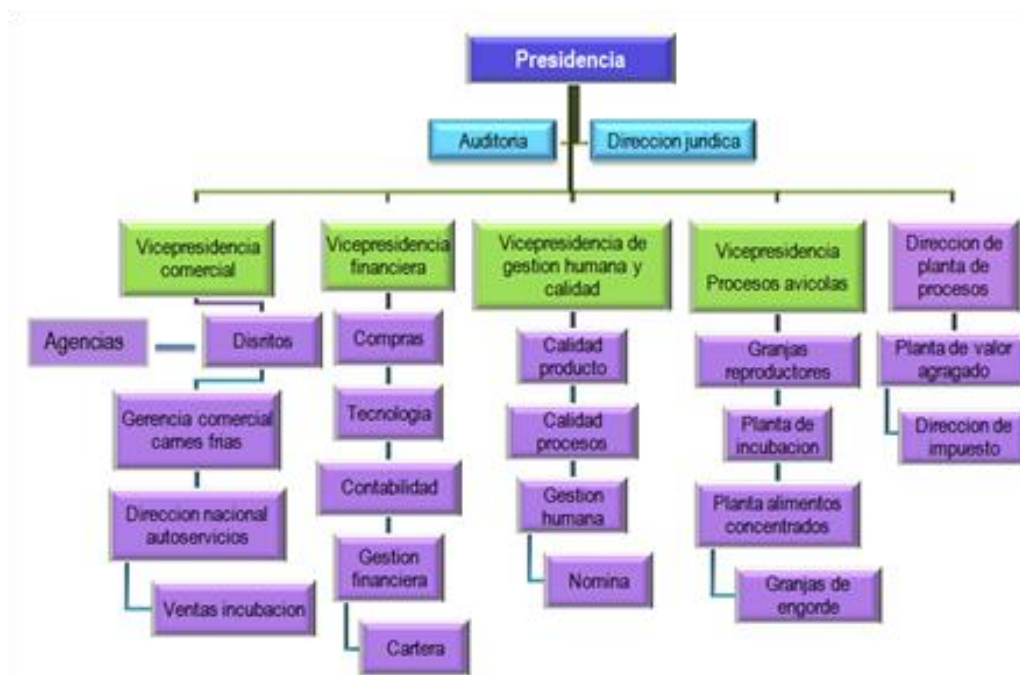 Presidencia
Auditoria
Direccion juridica
Vicepresidencia
comercial
Vicepresidencia
financiera
Vicepresidencia de
gestion humana y
calidad
Vicepresidencia
Procesos avicolas
Direccion de
planta de
procesos
Agencias
Disritos
Compras
Calidad
producto
Granjas
reproductores
Planta de valor
agragado
Gerencia comercial
carnes frias
Tecnologia
Calidad
procesos
Planta de
incubacion
Direccion de
impuesto
Direccion nacional
autoservicios
Contabilidad
Gestion
humana
Planta alimentos
concentrados
Ventas incubacion
Gestion
financiera
Nomina
Granjas de
engorde
Cartera